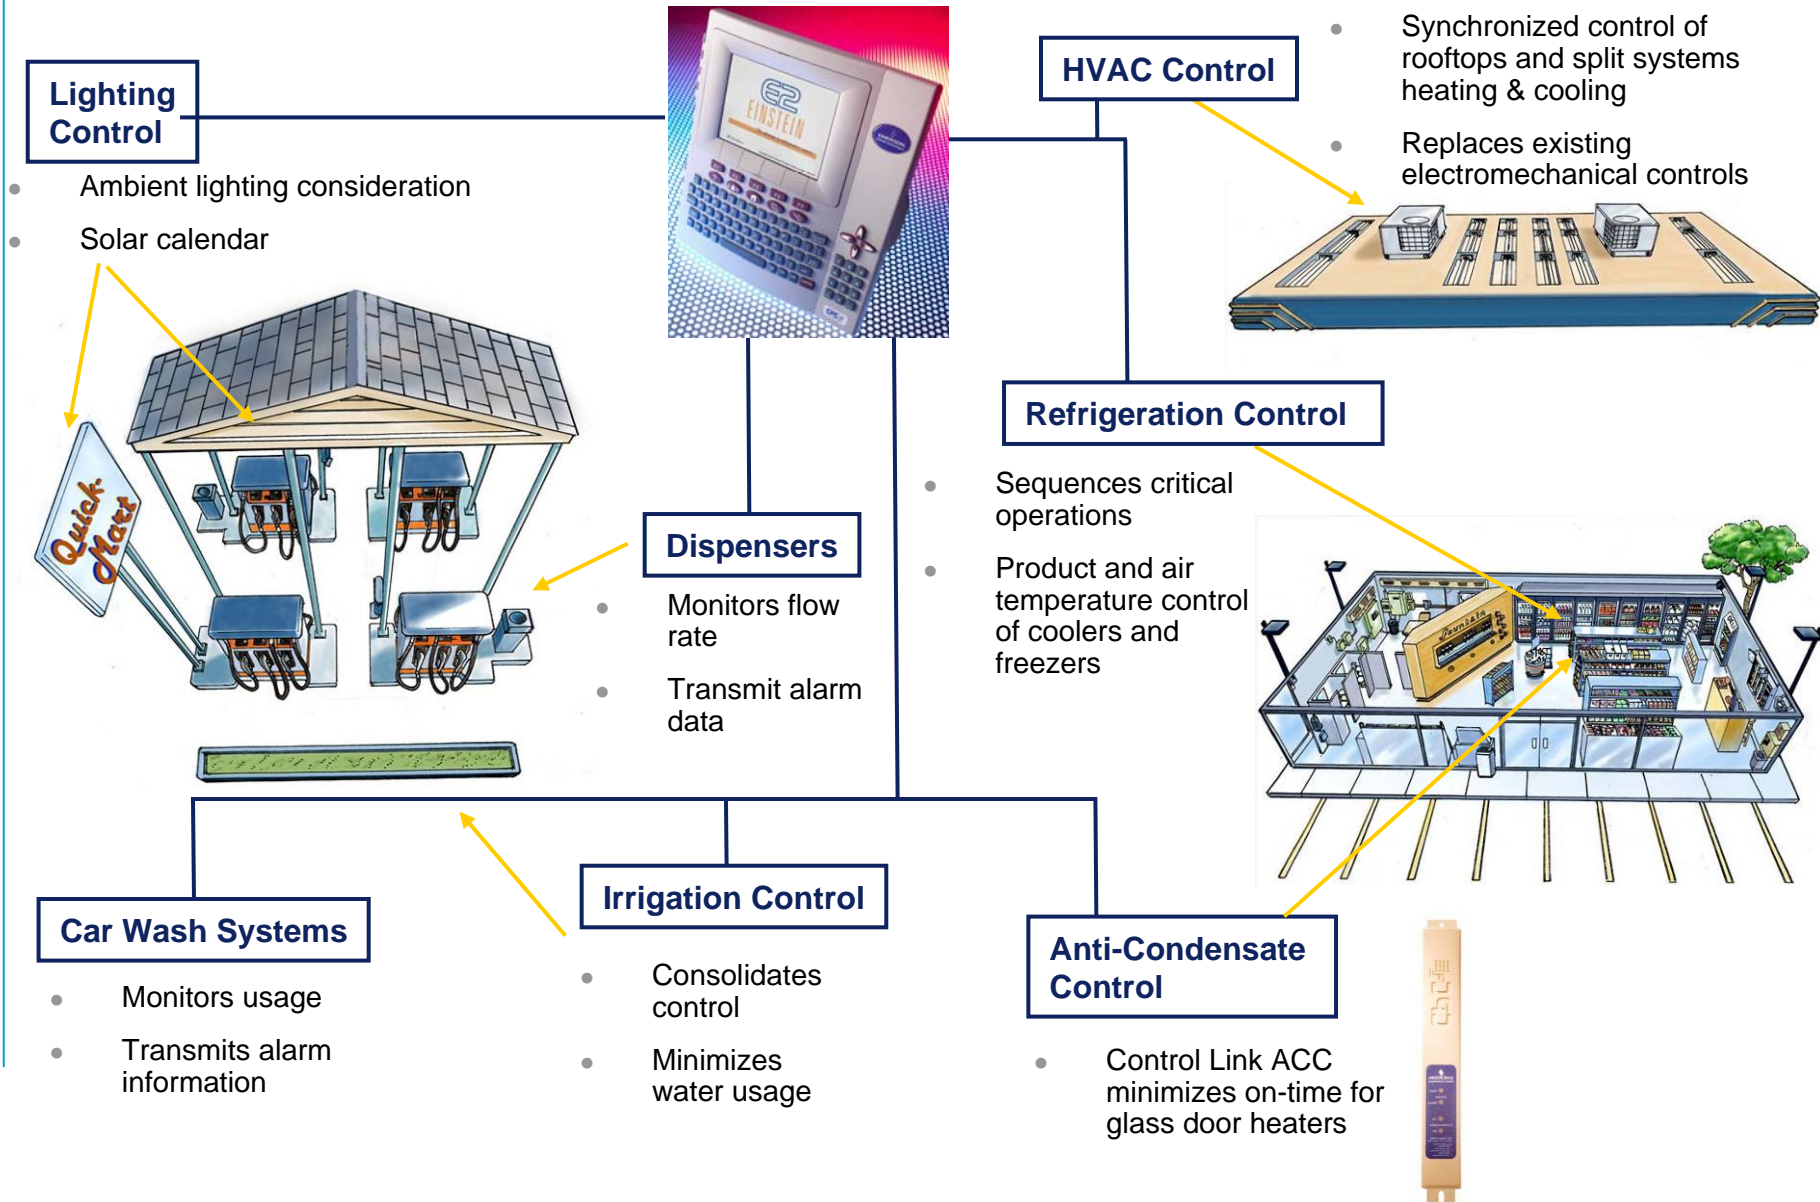 Lighting
Control
Ambient lighting consideration
Solar calendar
E2
EINSTEIN
HVAC Control
Synchronized control of
rooftops and split systems
heating & cooling
Replaces existing
electromechanical controls
Refrigeration Control
Sequences critical
operations
Product and air
temperature control
of coolers and
freezers
Quick-
Mart
Fountain
Dispensers
Monitors flow
rate
Transmit alarm
data
Car Wash Systems
Monitors usage
Transmits alarm
information
Irrigation Control
Consolidates
control
Minimizes
water usage
Anti-Condensate
Control
Control Link ACC
minimizes on-time for
glass door heaters